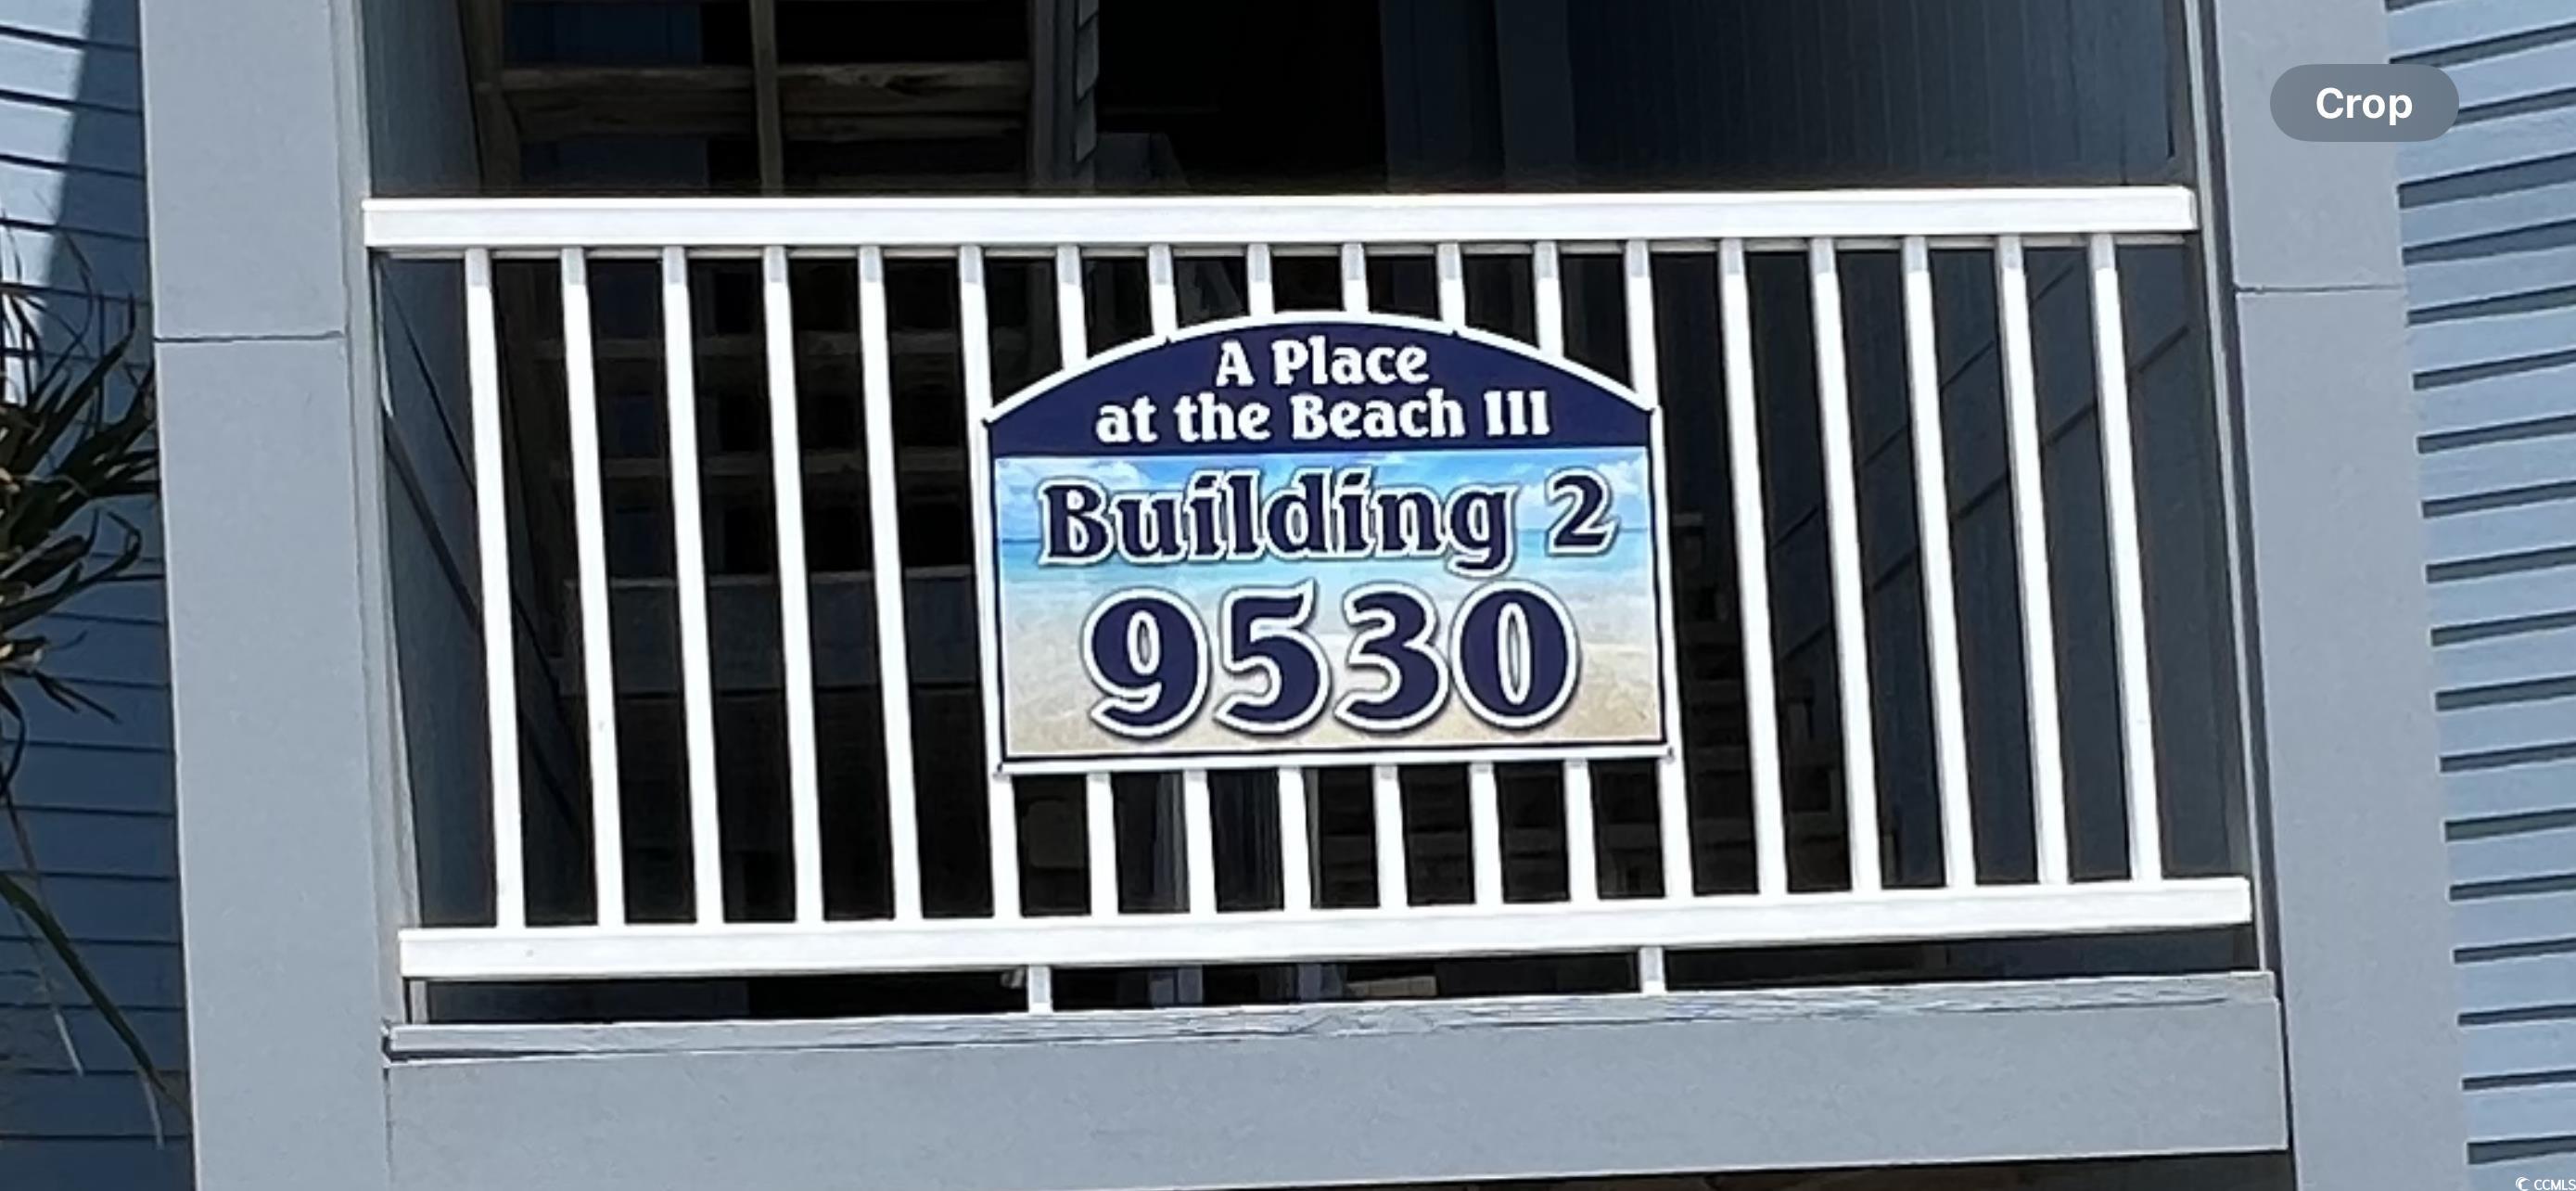 Crop
A Place
at the Beach III
Building 2
9530
CCMLS